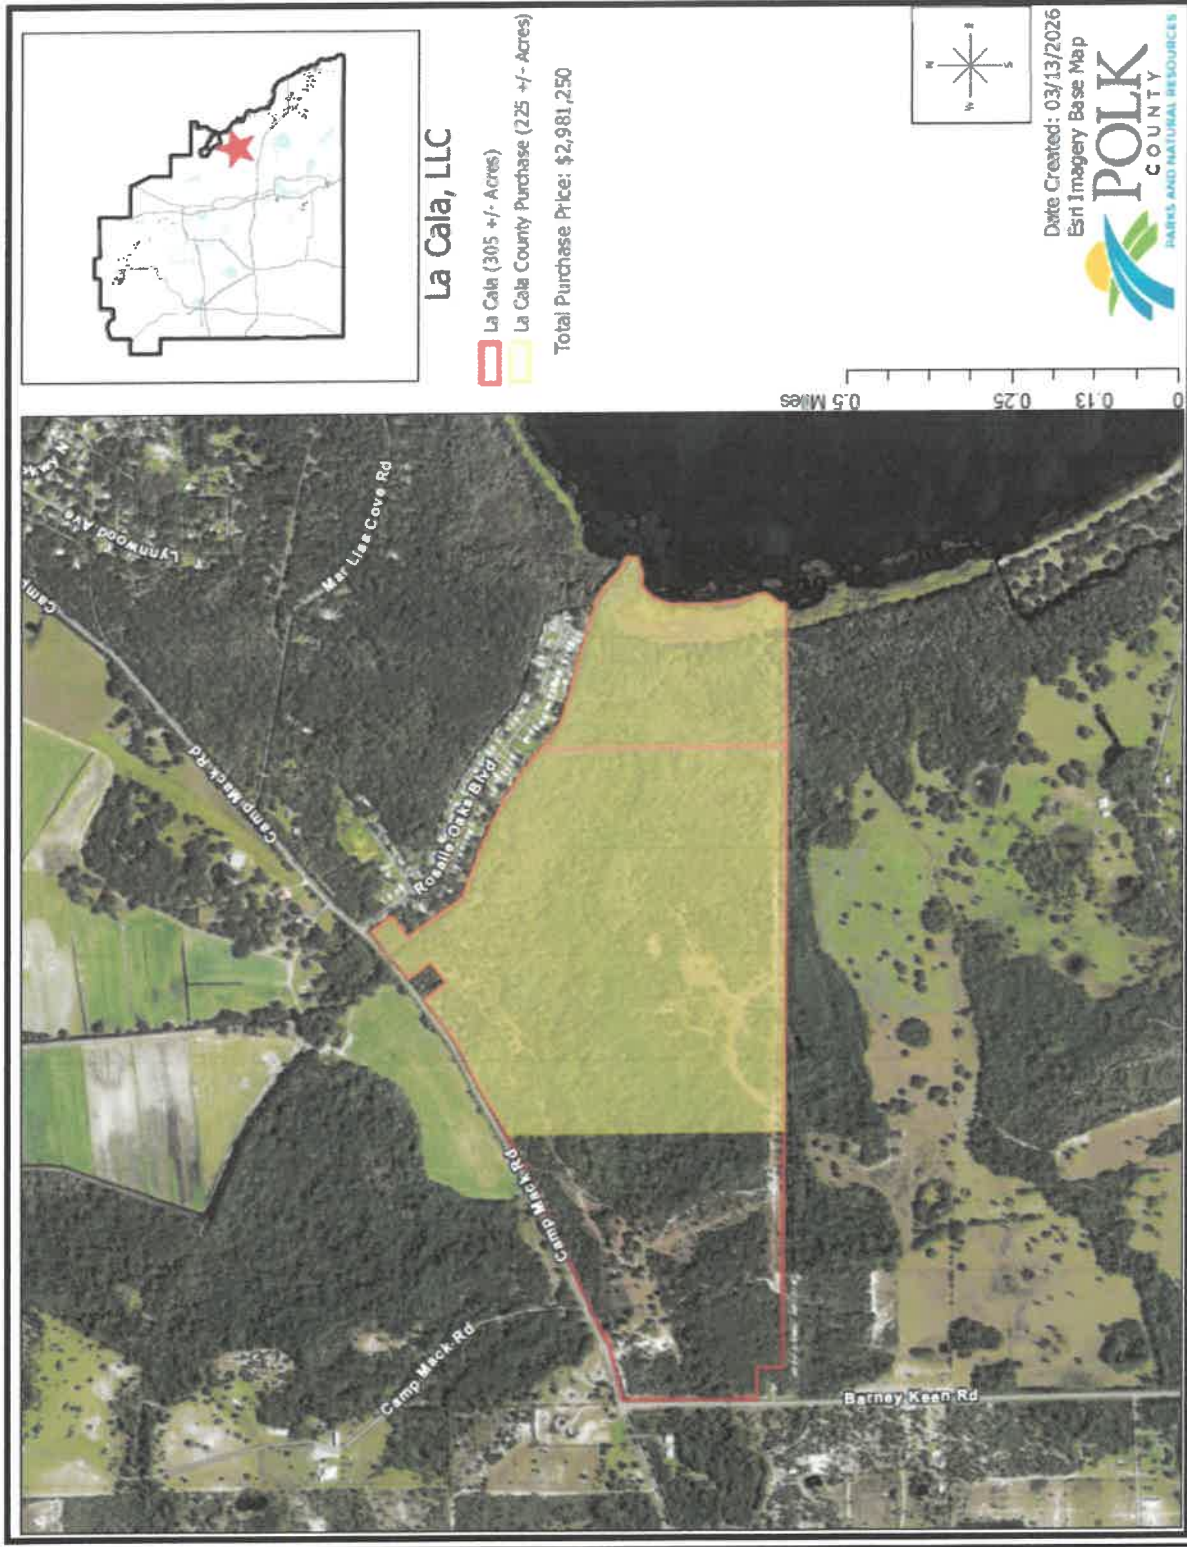 La Cala, LLC
La Cala (305 +/- Acres)
La Cala County Purchase (225 +/- Acres)
Total Purchase Price: $2,981,250
N
W
E
S
Date Created: 03/13/2026
Esri Imagery Base Map
POLK
COUNTY
PARKS AND NATURAL RESOURCES
0
0.13
0.25
0.5 Miles
Lynnwood Ave
Mar Lisa Cove Rd
Camp Mack Rd
Rosalie Oaks Blvd
Camp Mack Rd
Camp Mack Rd
Barney Keen Rd